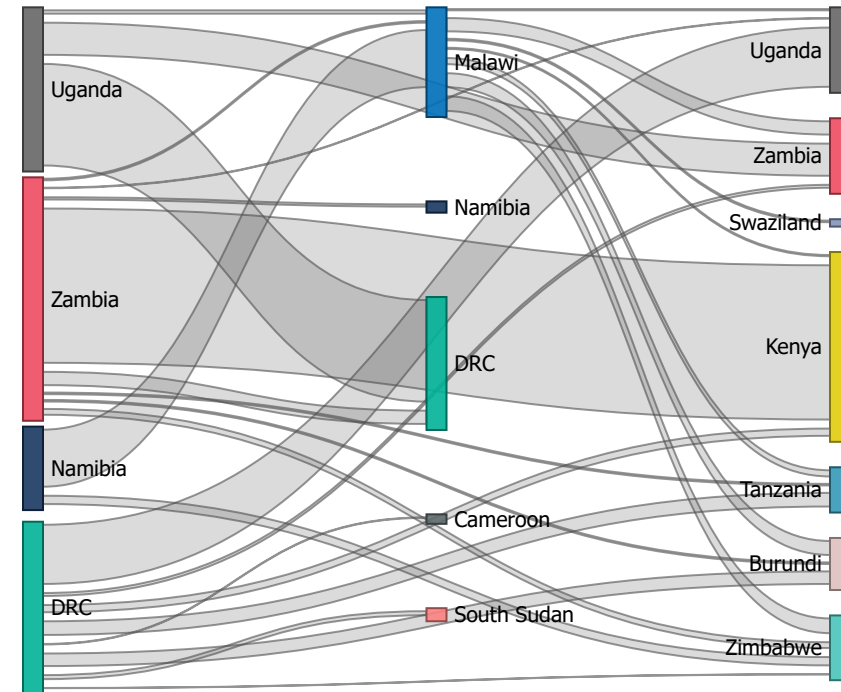 Uganda
Zambia
Namibia
DRC
Malawi
Namibia
DRC
Cameroon
South Sudan
Uganda
Zambia
Swaziland
Kenya
Tanzania
Burundi
Zimbabwe